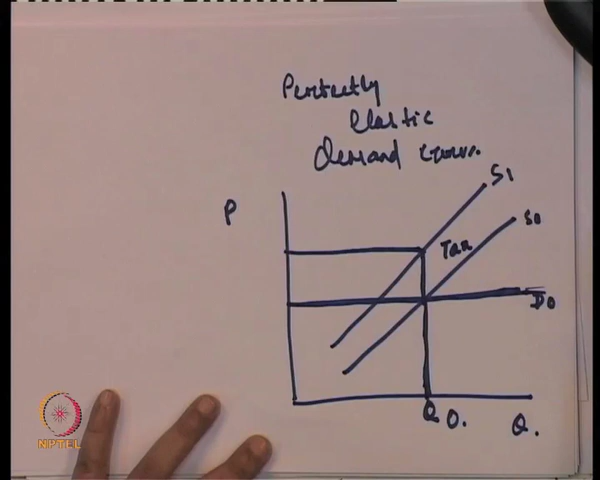 Perfectly
Elastic
Demand curve.
S1
P
S0
Tax
D0
Q0.
Q.
NPTEL